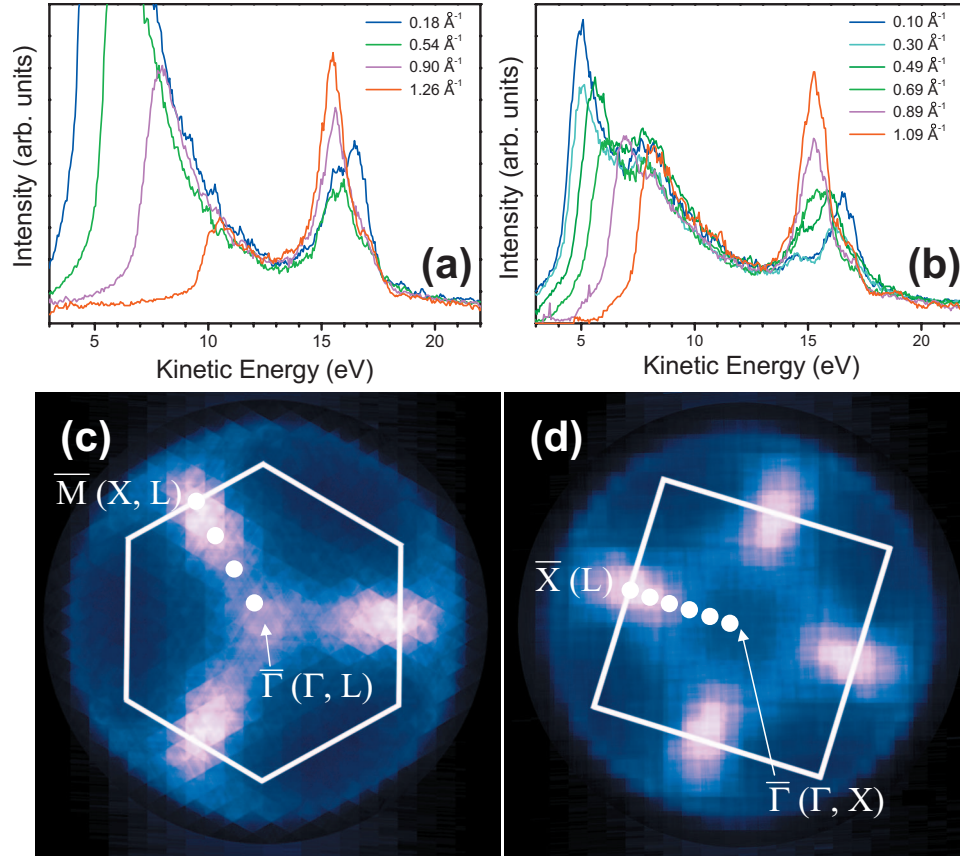 Intensity (arb. units)
0.18 Å⁻¹
0.54 Å⁻¹
0.90 Å⁻¹
1.26 Å⁻¹
(a)
5 10 15 20
Kinetic Energy (eV)
Intensity (arb. units)
0.10 Å⁻¹
0.30 Å⁻¹
0.49 Å⁻¹
0.69 Å⁻¹
0.89 Å⁻¹
1.09 Å⁻¹
(b)
5 10 15 20
Kinetic Energy (eV)
(c)
M̅ (X, L)
Γ̅ (Γ, L)
(d)
X̅ (L)
Γ̅ (Γ, X)